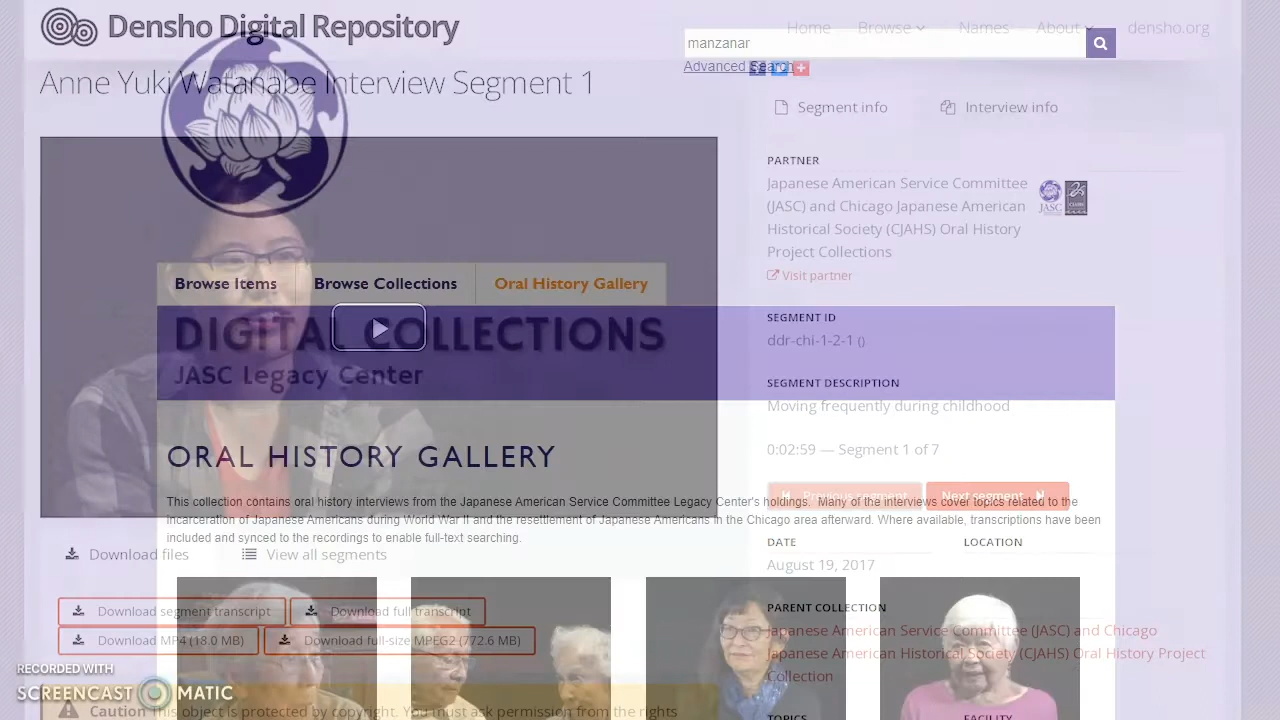 Densho Digital Repository
Home
Browse
Names
About
densho.org
manzanar
Advanced Search
Anne Yuki Watanabe Interview Segment 1
Segment info
Interview info
PARTNER
Japanese American Service Committee
(JASC) and Chicago Japanese American
Historical Society (CJAHS) Oral History
Project Collections
JASC
Visit partner
Browse Items
Browse Collections
Oral History Gallery
DIGITAL COLLECTIONS
JASC Legacy Center
SEGMENT ID
ddr-chi-1-2-1 ()
SEGMENT DESCRIPTION
Moving frequently during childhood
0:02:59 — Segment 1 of 7
Previous segment
Next segment
ORAL HISTORY GALLERY
This collection contains oral history interviews from the Japanese American Service Committee Legacy Center's holdings. Many of the interviews cover topics related to the
incarceration of Japanese Americans during World War II and the resettlement of Japanese Americans in the Chicago area afterward. Where available, transcriptions have been
included and synced to the recordings to enable full-text searching.
DATE
LOCATION
August 19, 2017
Download files
View all segments
Download segment transcript
Download full transcript
Download MP4 (18.0 MB)
Download full-size MPEG2 (772.6 MB)
PARENT COLLECTION
Japanese American Service Committee (JASC) and Chicago
Japanese American Historical Society (CJAHS) Oral History Project
Collection
RECORDED WITH
SCREENCAST MATIC
Caution This object is protected by copyright. You must ask permission from the rights
TOPICS
FACILITY